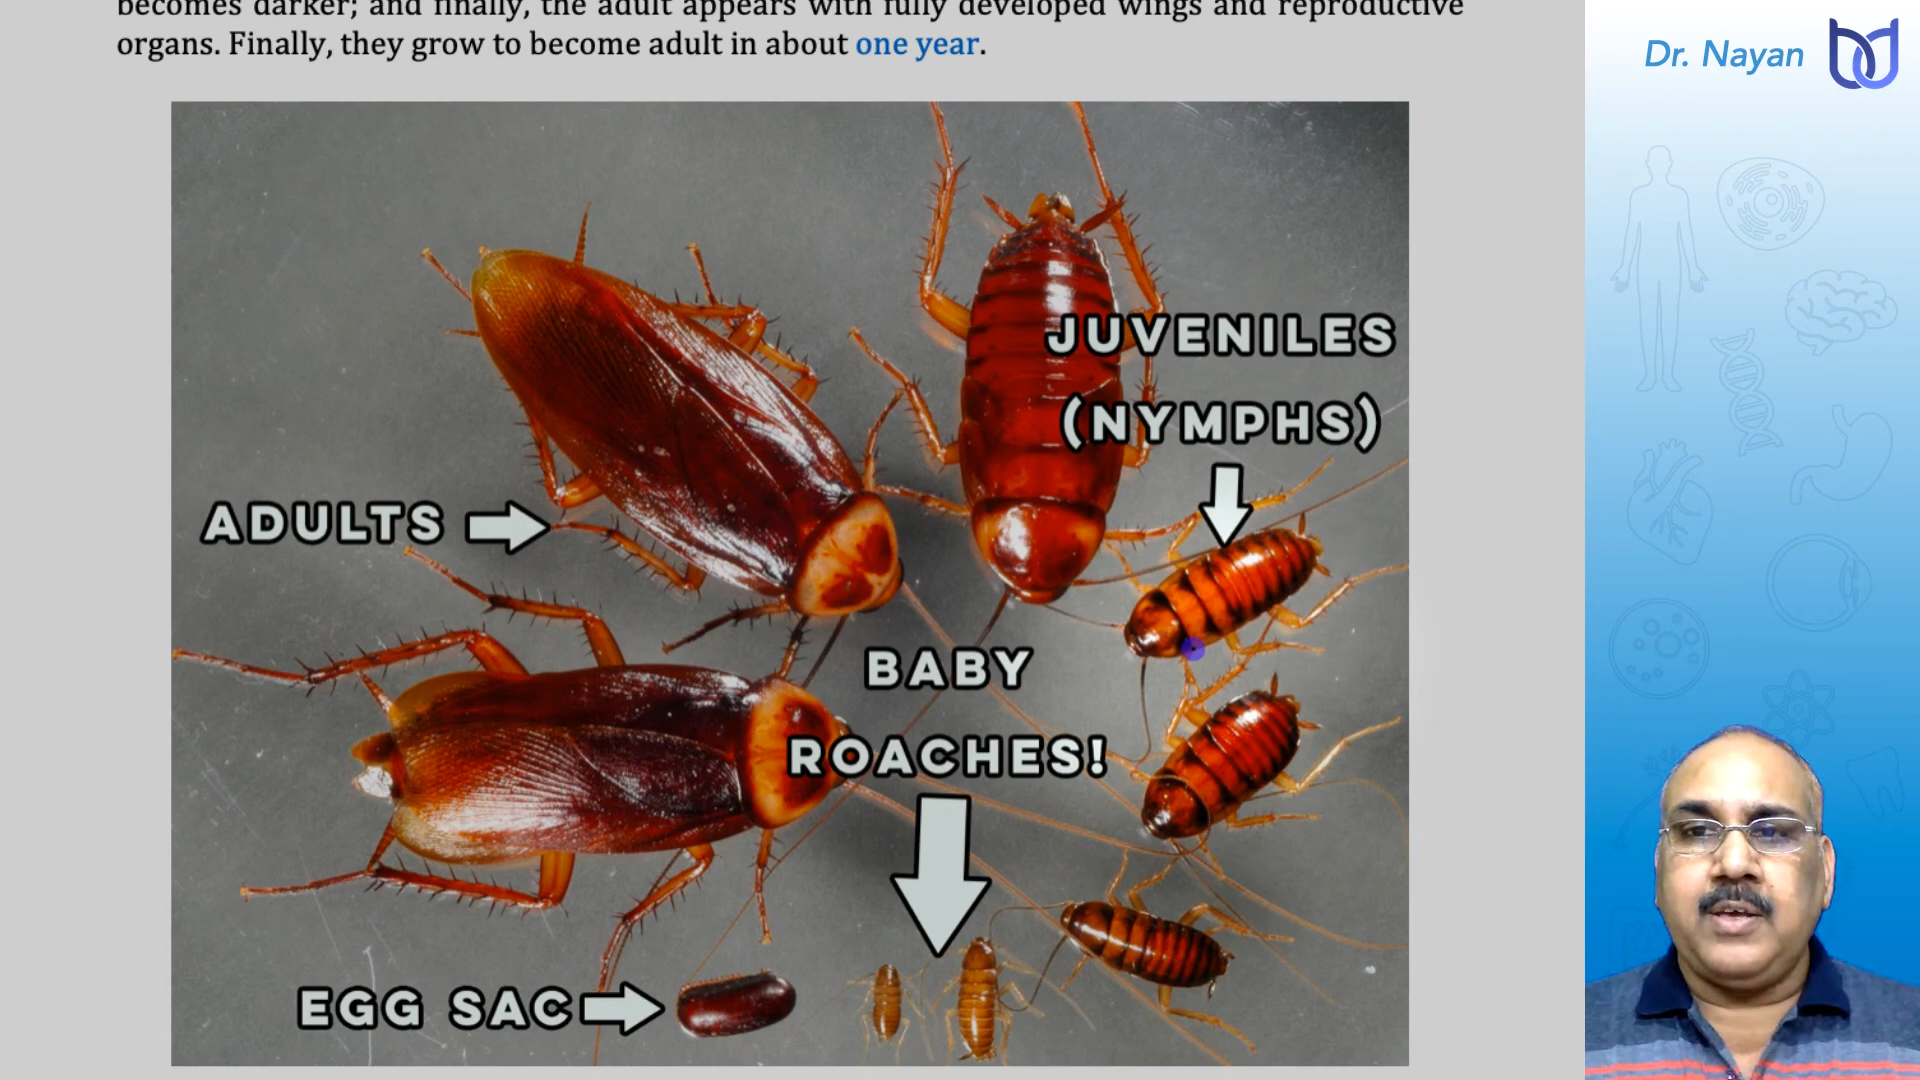 becomes darker; and finally, the adult appears with fully developed wings and reproductive
organs. Finally, they grow to become adult in about one year.
Dr. Nayan
JUVENILES
(NYMPHS)
ADULTS
BABY
ROACHES!
EGG SAC